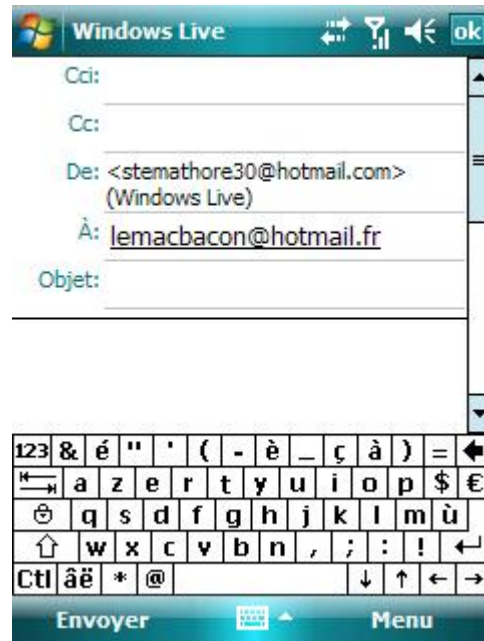 Windows Live ok
Cci:
Cc:
De: <stemathore30@hotmail.com>
(Windows Live)
À: lemacbacon@hotmail.fr
Objet:
123 & é " ' ( - è _ ç à ) =
a z e r t y u i o p $ €
q s d f g h j k l m ù
w x c v b n , ; : !
Ctl âë * @ ↓ ↑ ← →
Envoyer Menu